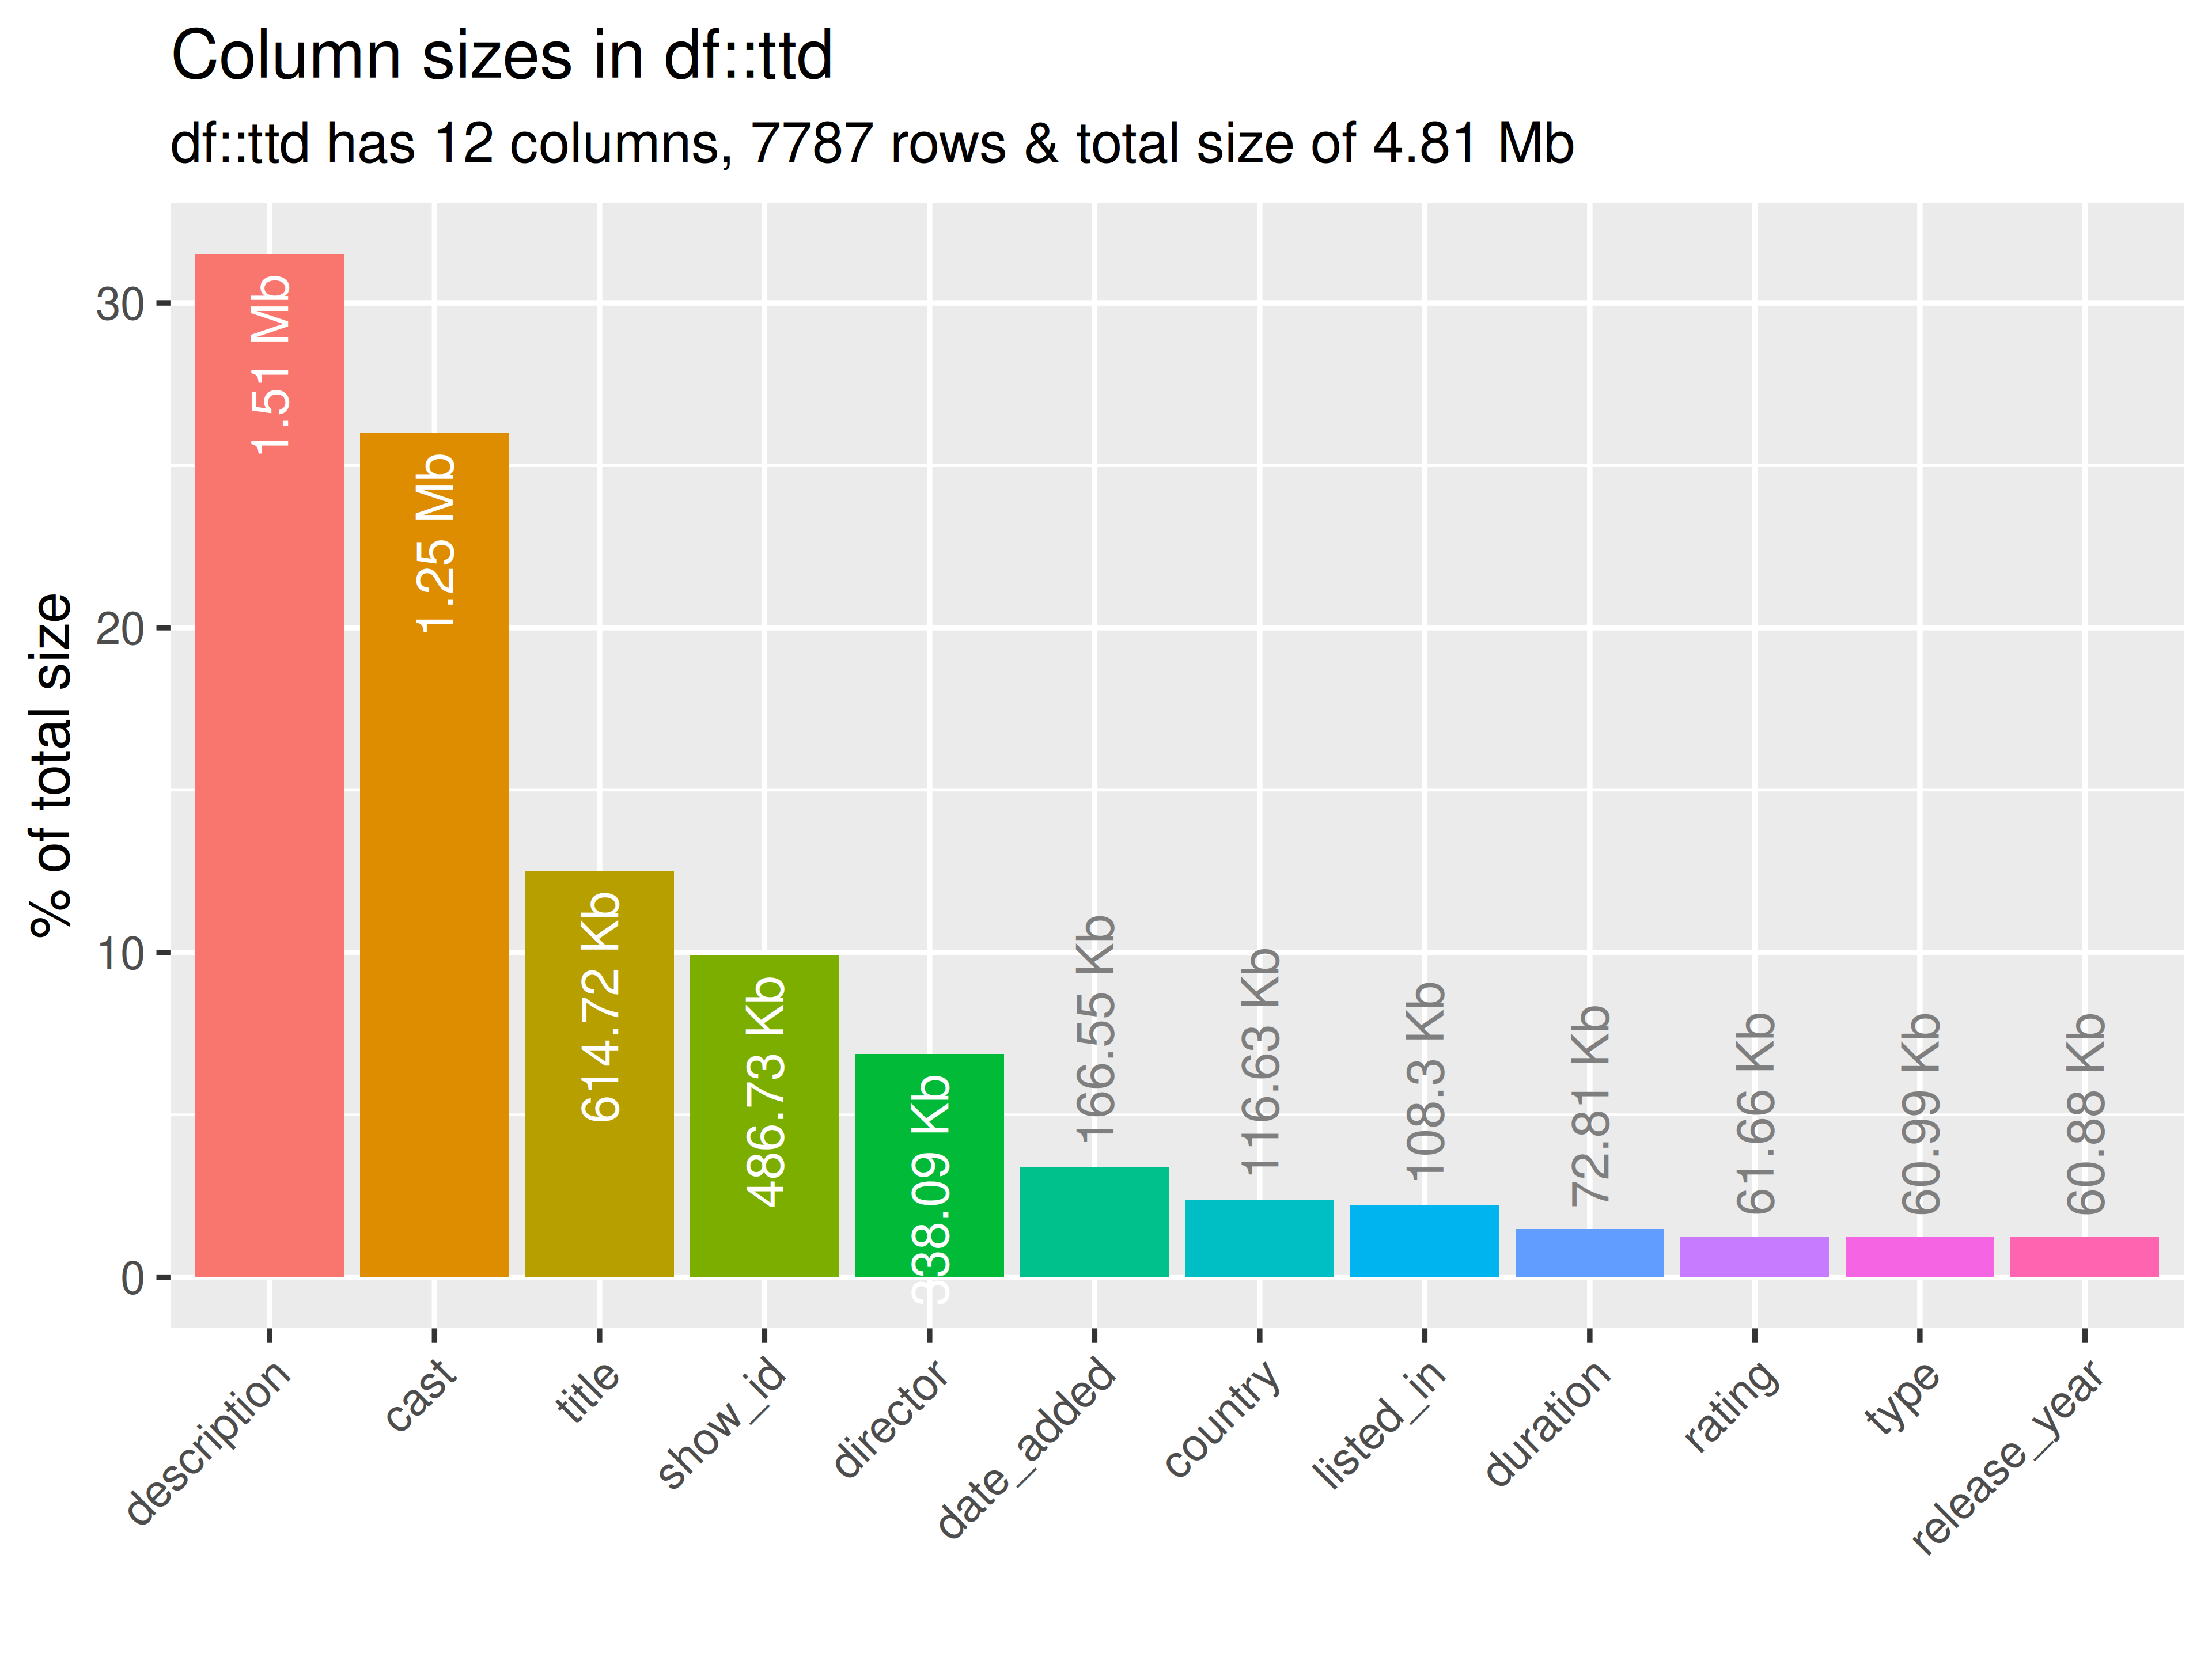 Column sizes in df::ttd
df::ttd has 12 columns, 7787 rows & total size of 4.81 Mb
% of total size
30
20
10
0
1.51 Mb
1.25 Mb
614.72 Kb
486.73 Kb
338.09 Kb
166.55 Kb
116.63 Kb
108.3 Kb
72.81 Kb
61.66 Kb
60.99 Kb
60.88 Kb
description
cast
title
show_id
director
date_added
country
listed_in
duration
rating
type
release_year